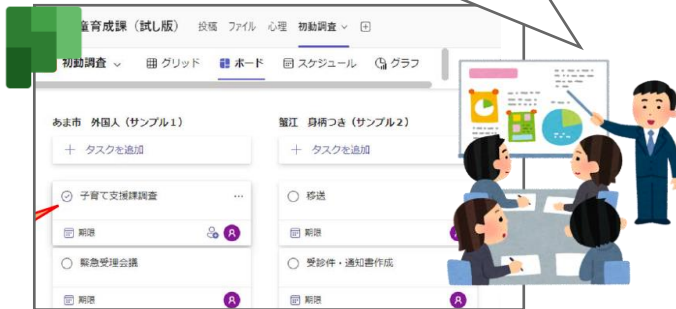 童育成課（試し版） 投稿 ファイル 心理 初動調査
初動調査 グリッド ボード スケジュール グラフ
あま市 外国人（サンプル１） 蟹江 身柄つき（サンプル２）
＋ タスクを追加 ＋ タスクを追加
子育て支援課調査 … 移送
期限 期限
緊急受理会議 受診件・通知書作成
期限 期限